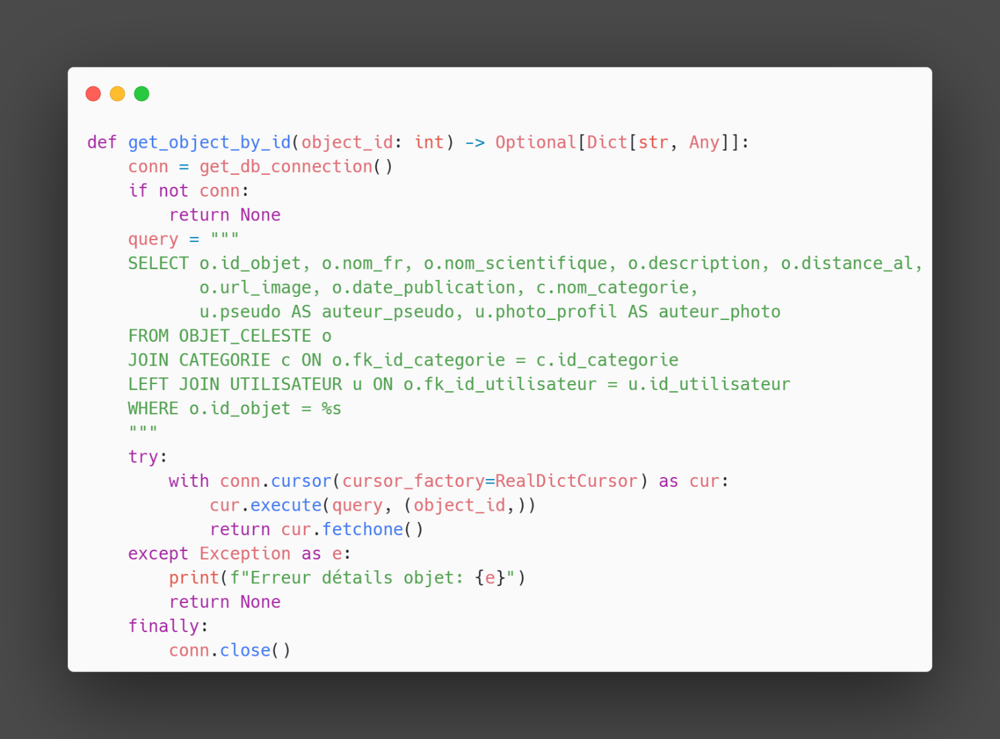 def get_object_by_id(object_id: int) -> Optional[Dict[str, Any]]:
    conn = get_db_connection()
    if not conn:
        return None
    query = """
    SELECT o.id_objet, o.nom_fr, o.nom_scientifique, o.description, o.distance_al,
           o.url_image, o.date_publication, c.nom_categorie,
           u.pseudo AS auteur_pseudo, u.photo_profil AS auteur_photo
    FROM OBJET_CELESTE o
    JOIN CATEGORIE c ON o.fk_id_categorie = c.id_categorie
    LEFT JOIN UTILISATEUR u ON o.fk_id_utilisateur = u.id_utilisateur
    WHERE o.id_objet = %s
    """
    try:
        with conn.cursor(cursor_factory=RealDictCursor) as cur:
            cur.execute(query, (object_id,))
            return cur.fetchone()
    except Exception as e:
        print(f"Erreur détails objet: {e}")
        return None
    finally:
        conn.close()